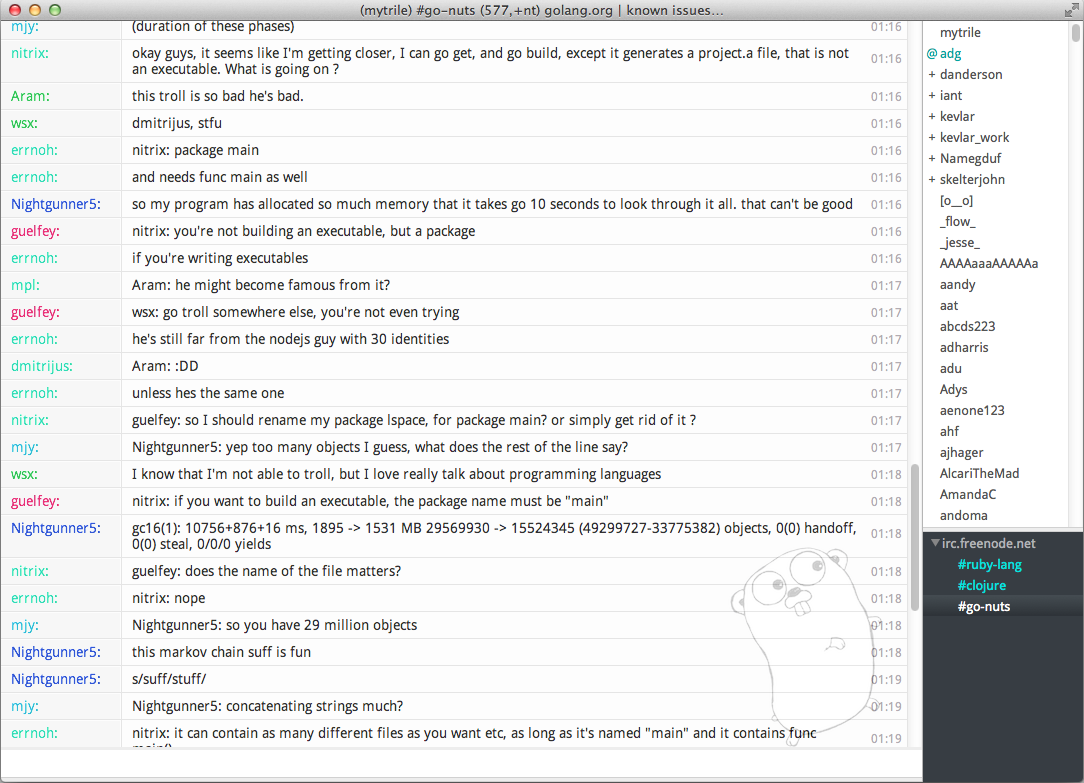 (mytrile) #go-nuts (577,+nt) golang.org | known issues...
mjy: (duration of these phases) 01:16
nitrix: okay guys, it seems like I'm getting closer, I can go get, and go build, except it generates a project.a file, that is not 01:16
an executable. What is going on ?
Aram: this troll is so bad he's bad. 01:16
wsx: dmitrijus, stfu 01:16
errnoh: nitrix: package main 01:16
errnoh: and needs func main as well 01:16
Nightgunner5: so my program has allocated so much memory that it takes go 10 seconds to look through it all. that can't be good 01:16
guelfey: nitrix: you're not building an executable, but a package 01:16
errnoh: if you're writing executables 01:16
mpl: Aram: he might become famous from it? 01:17
guelfey: wsx: go troll somewhere else, you're not even trying 01:17
errnoh: he's still far from the nodejs guy with 30 identities 01:17
dmitrijus: Aram: :DD 01:17
errnoh: unless hes the same one 01:17
nitrix: guelfey: so I should rename my package lspace, for package main? or simply get rid of it ? 01:17
mjy: Nightgunner5: yep too many objects I guess, what does the rest of the line say? 01:17
wsx: I know that I'm not able to troll, but I love really talk about programming languages 01:18
guelfey: nitrix: if you want to build an executable, the package name must be "main" 01:18
Nightgunner5: gc16(1): 10756+876+16 ms, 1895 -> 1531 MB 29569930 -> 15524345 (49299727-33775382) objects, 0(0) handoff, 01:18
0(0) steal, 0/0/0 yields
nitrix: guelfey: does the name of the file matters? 01:18
errnoh: nitrix: nope 01:18
mjy: Nightgunner5: so you have 29 million objects 01:18
Nightgunner5: this markov chain suff is fun 01:18
Nightgunner5: s/suff/stuff/ 01:19
mjy: Nightgunner5: concatenating strings much? 01:19
errnoh: nitrix: it can contain as many different files as you want etc, as long as it's named "main" and it contains func 01:19
main()
mytrile
@ adg
+ danderson
+ iant
+ kevlar
+ kevlar_work
+ Namegduf
+ skelterjohn
[o__o]
_flow_
_jesse_
AAAAaaaAAAAAa
aandy
aat
abcds223
adharris
adu
Adys
aenone123
ahf
ajhager
AlcariTheMad
AmandaC
andoma
irc.freenode.net
#ruby-lang
#clojure
#go-nuts